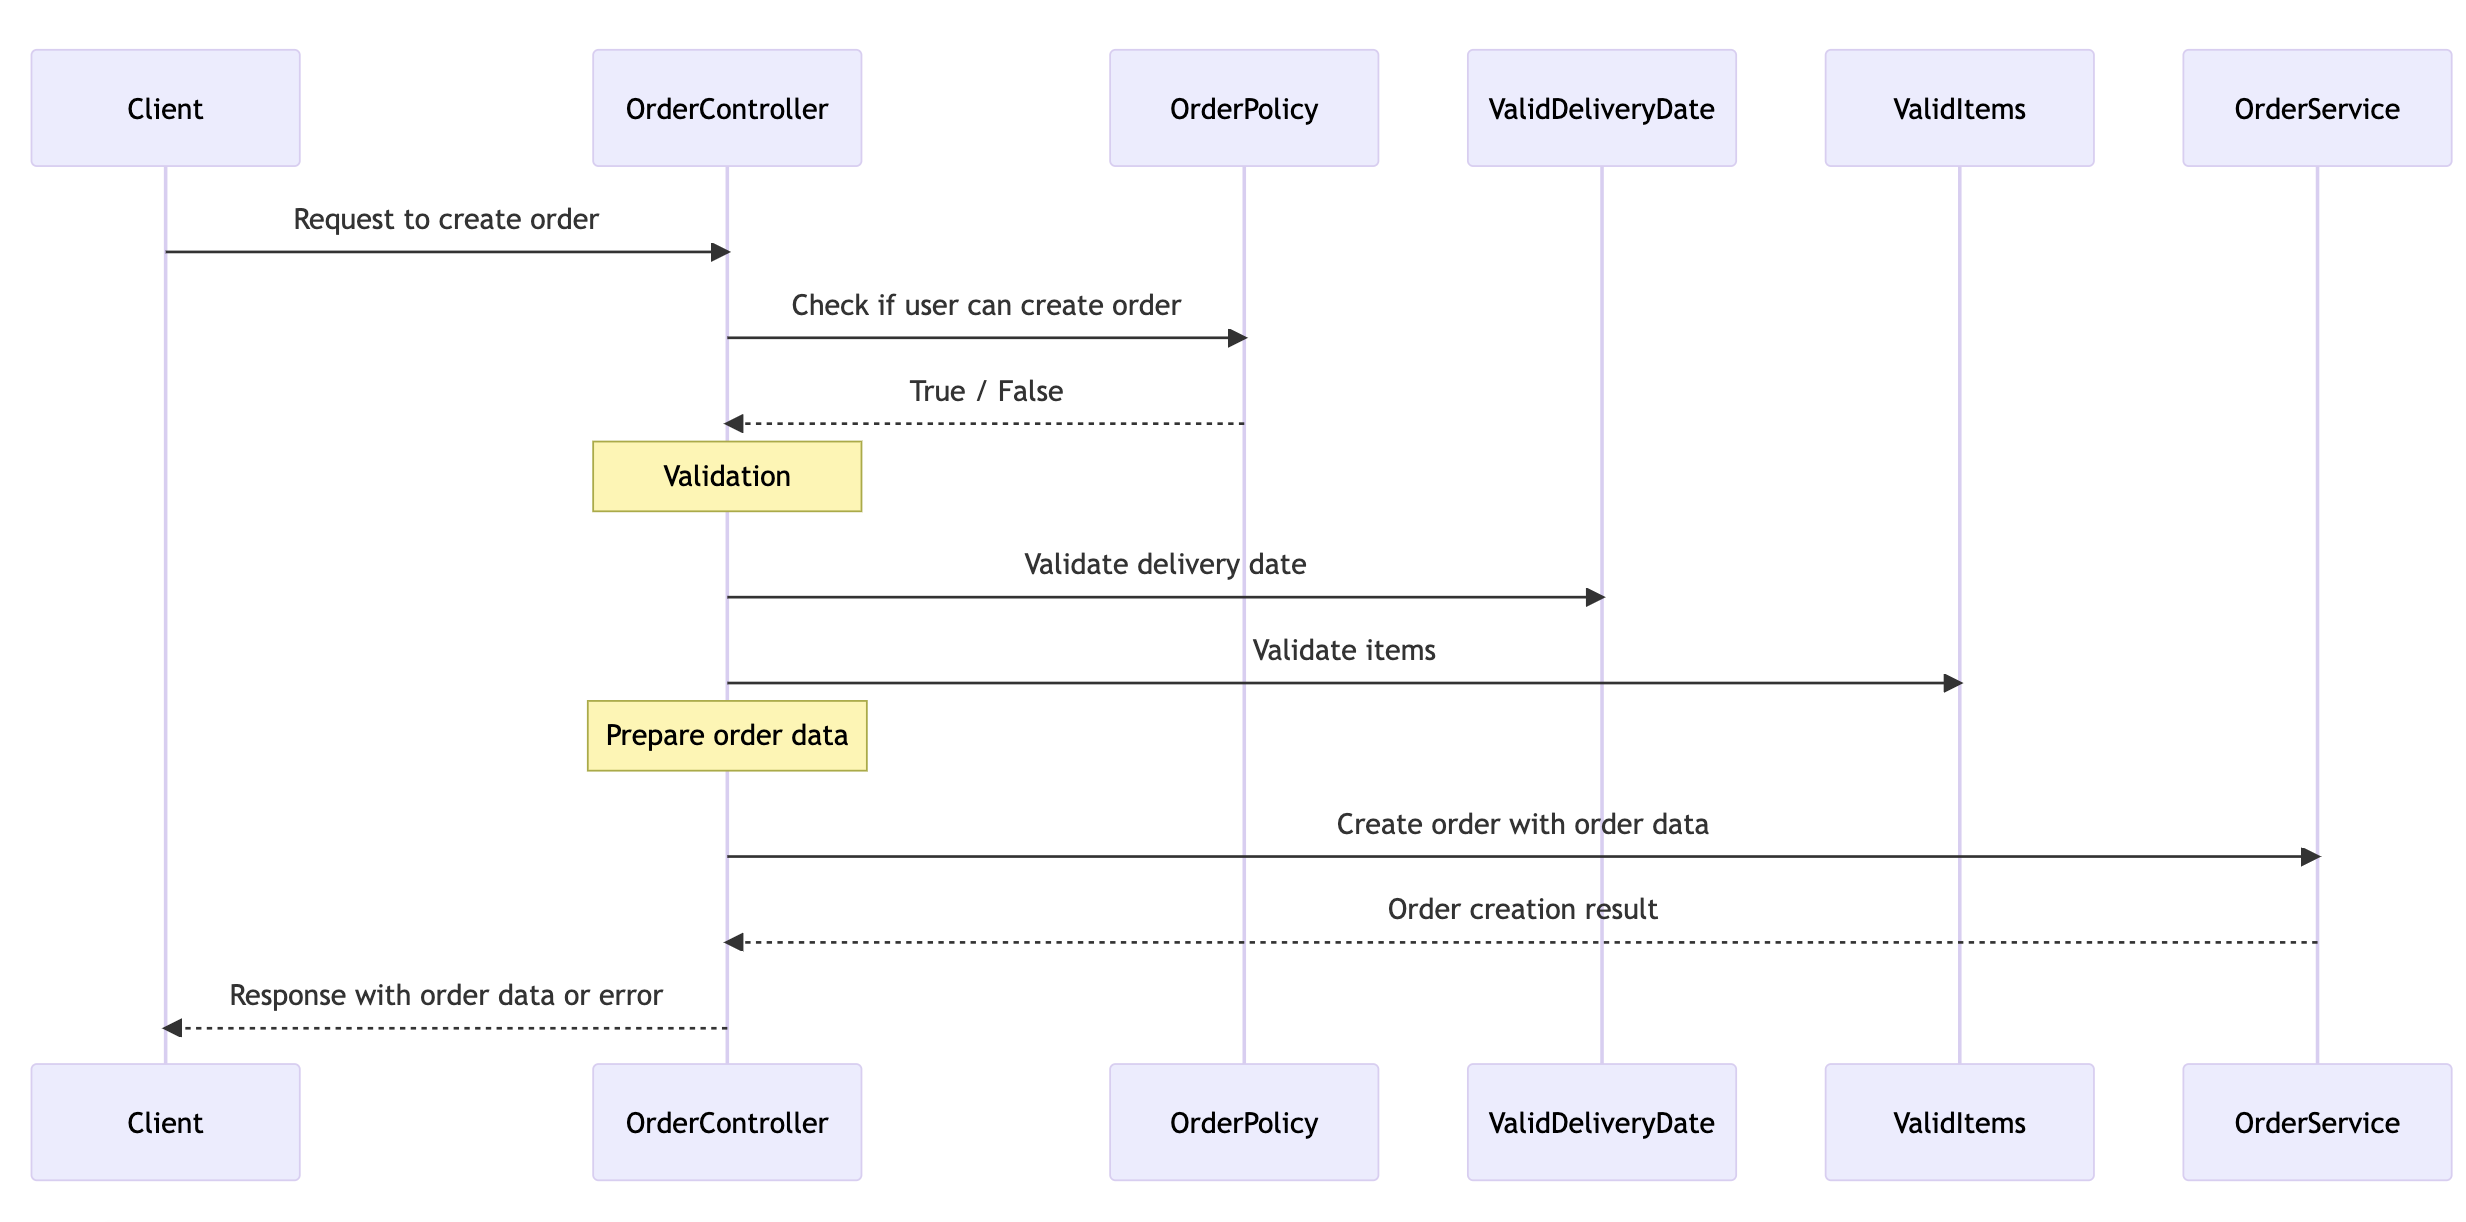 Client
OrderController
OrderPolicy
ValidDeliveryDate
ValidItems
OrderService
Request to create order
Check if user can create order
True / False
Validation
Validate delivery date
Validate items
Prepare order data
Create order with order data
Order creation result
Response with order data or error
Client
OrderController
OrderPolicy
ValidDeliveryDate
ValidItems
OrderService